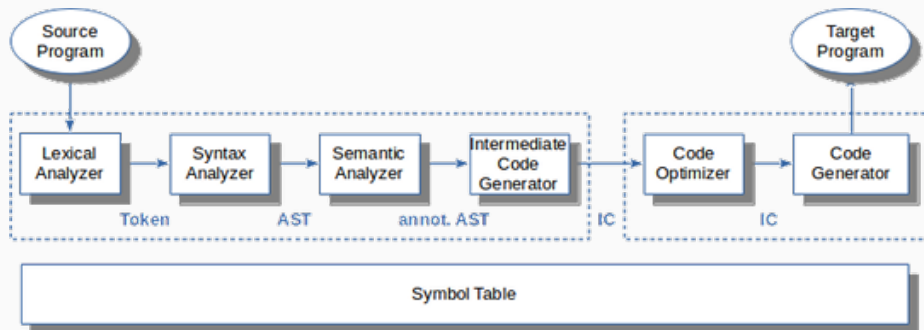 Source
Program
Target
Program
Lexical
Analyzer
Syntax
Analyzer
Semantic
Analyzer
Intermediate
Code
Generator
Code
Optimizer
Code
Generator
Token
AST
annot. AST
IC
IC
Symbol Table